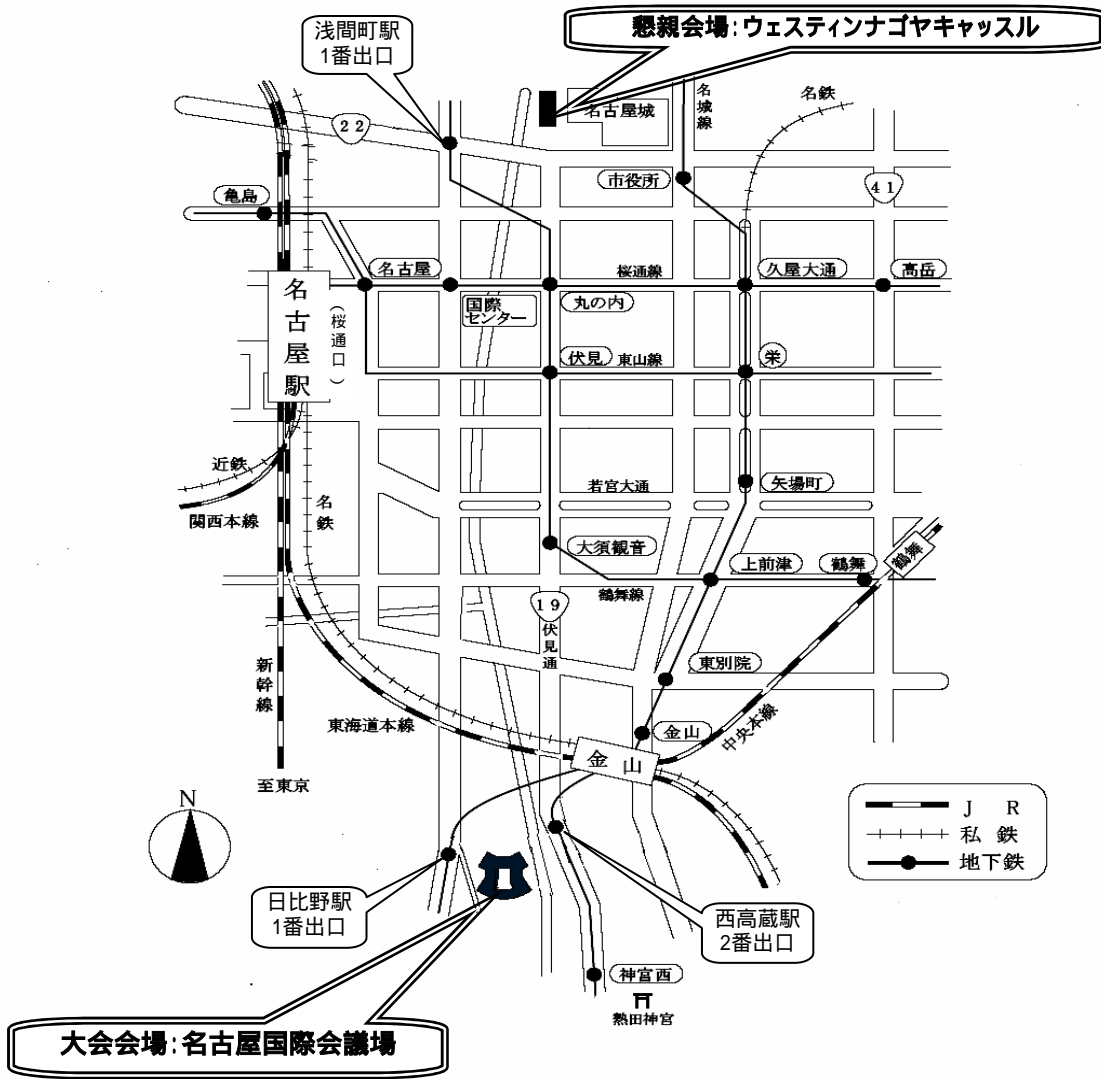 浅間町駅
1番出口
懇親会場：ウェスティンナゴヤキャッスル
名古屋城
名城線
名鉄
22
市役所
41
亀島
名古屋
桜通線
久屋大通
高岳
国際
センター
丸の内
名古屋駅
（桜通口）
伏見
東山線
栄
近鉄
関西本線
名鉄
若宮大通
矢場町
大須観音
上前津
鶴舞
鶴舞
鶴舞線
19
伏見通
東別院
新幹線
東海道本線
金山
金山
中央本線
至東京
N
JR
私鉄
地下鉄
日比野駅
1番出口
西高蔵駅
2番出口
神宮西
熱田神宮
大会会場：名古屋国際会議場